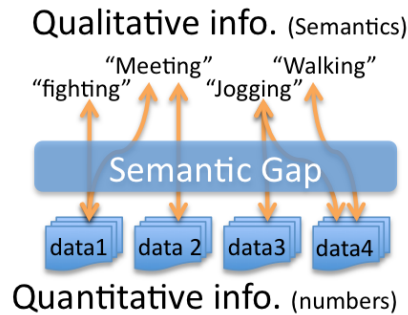 Qualitative info. (Semantics)
“Meeting” “Walking”
“fighting” “Jogging”
Semantic Gap
data1 data 2 data3 data4
Quantitative info. (numbers)